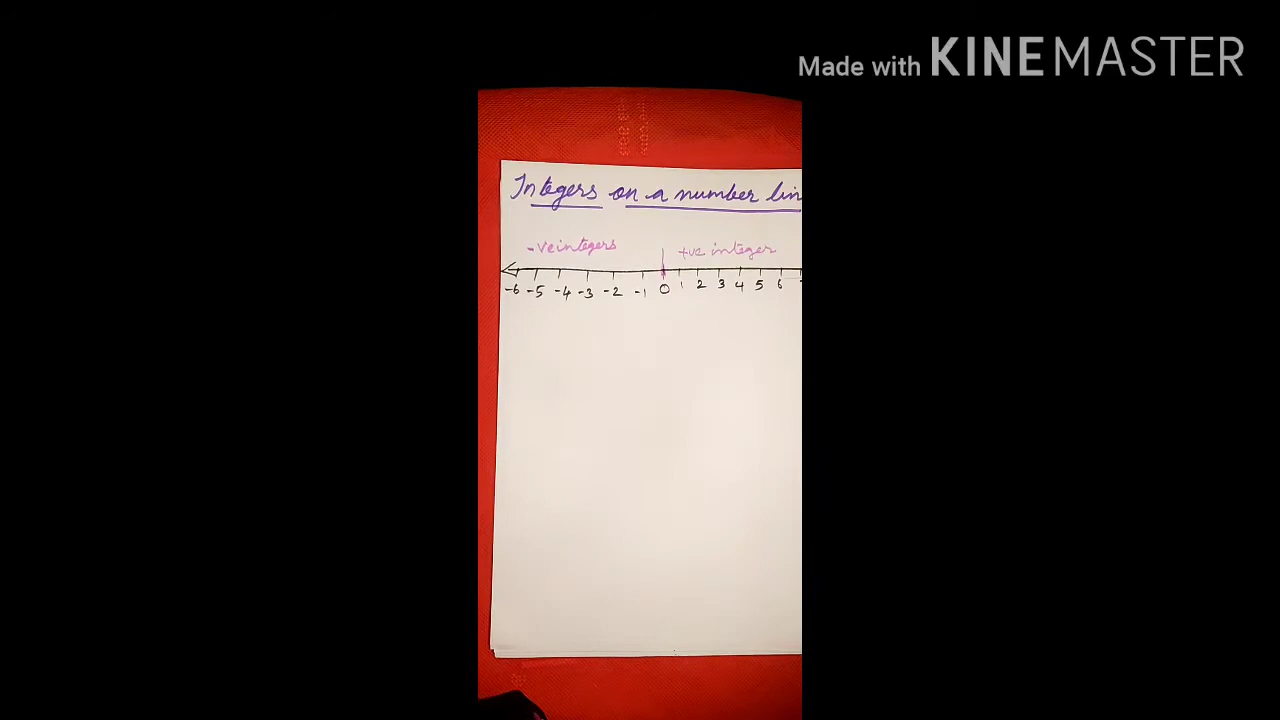 Made with KINEMASTER
Integers on a number lin
-ve integers +ve integer
-6 -5 -4 -3 -2 -1 0 1 2 3 4 5 6